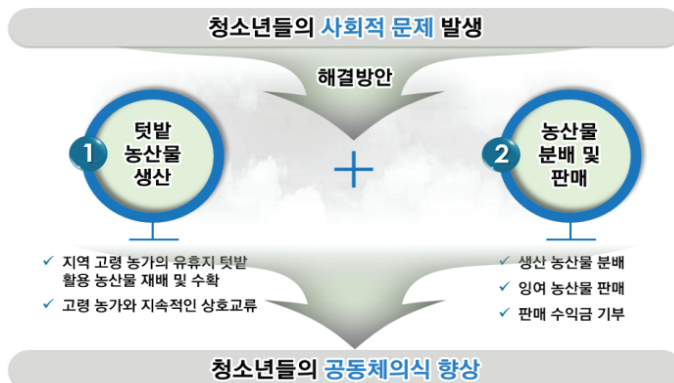 청소년들의 사회적 문제 발생
해결방안
1
텃밭
농산물
생산
2
농산물
분배 및
판매
✓ 지역 고령 농가의 유휴지 텃밭
활용 농산물 재배 및 수확
✓ 고령 농가와 지속적인 상호교류
✓ 생산 농산물 분배
✓ 잉여 농산물 판매
✓ 판매 수익금 기부
청소년들의 공동체의식 향상